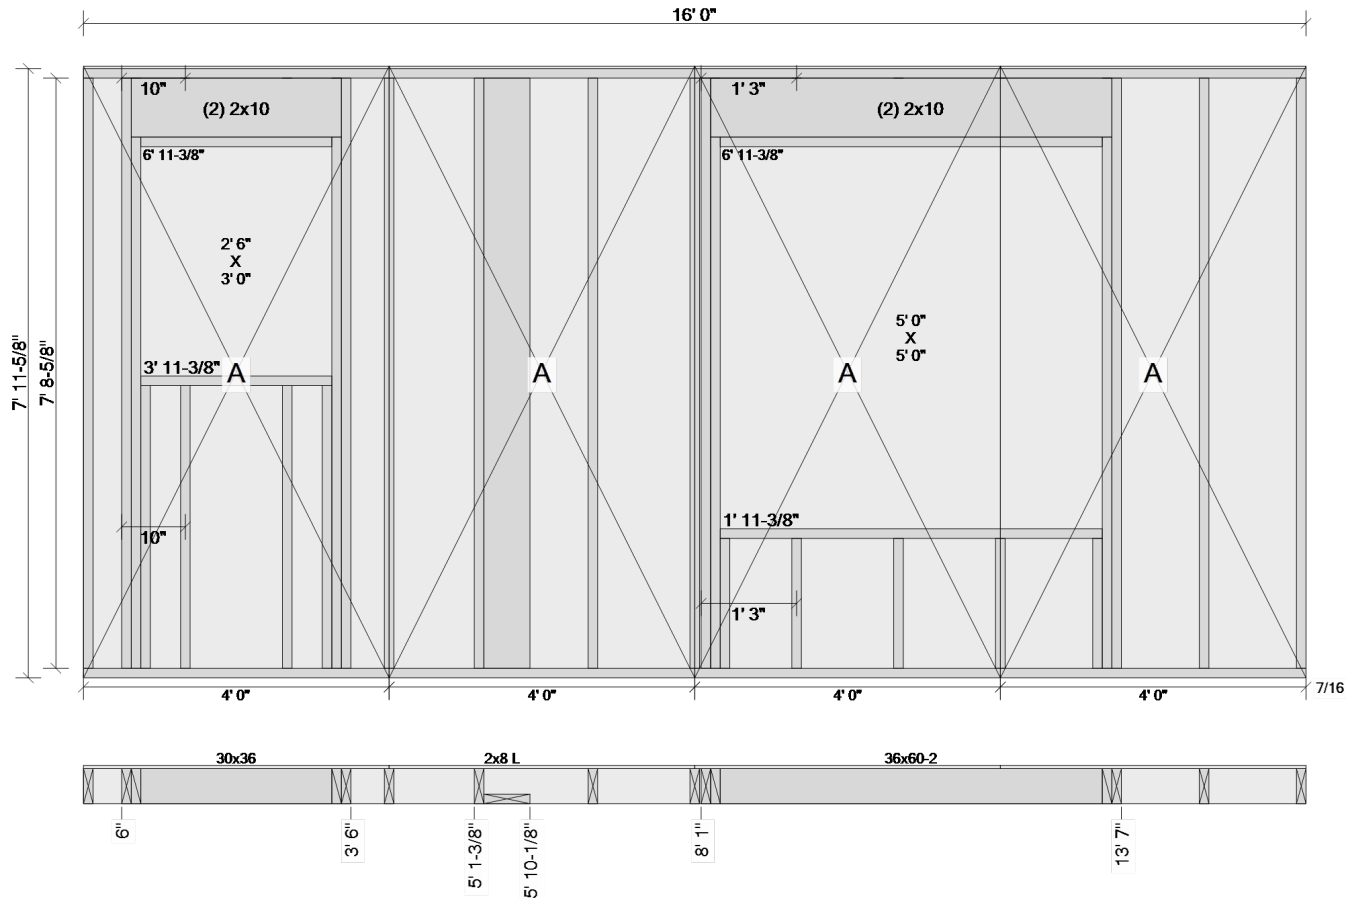 16' 0"
10"
(2) 2x10
1' 3"
(2) 2x10
6' 11-3/8"
6' 11-3/8"
2' 6"
X
3' 0"
5' 0"
X
5' 0"
7' 11-5/8"
7' 8-5/8"
3' 11-3/8"
A
A
A
A
1' 11-3/8"
10"
1' 3"
4' 0"
4' 0"
4' 0"
4' 0"
7/16
30x36
2x8 L
36x60-2
6"
3' 6"
5' 1-3/8"
5' 10-1/8"
8' 1"
13' 7"